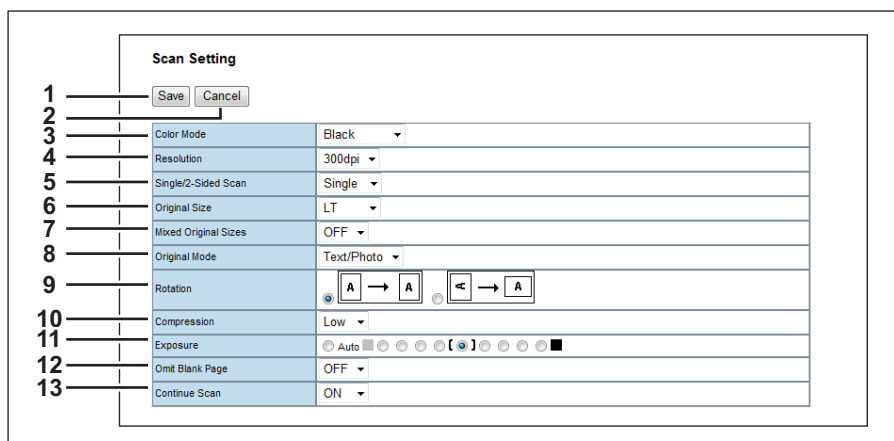 Scan Setting
1 Save Cancel
2
3 Color Mode Black
4 Resolution 300dpi
5 Single/2-Sided Scan Single
6 Original Size LT
7 Mixed Original Sizes OFF
8 Original Mode Text/Photo
9 Rotation A → A A → A
10 Compression Low
11 Exposure Auto [ ]
12 Omit Blank Page OFF
13 Continue Scan ON